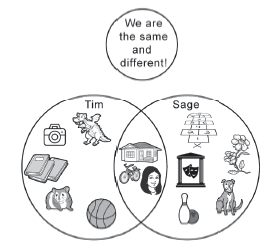 We are
the same
and
different!
Tim
Sage